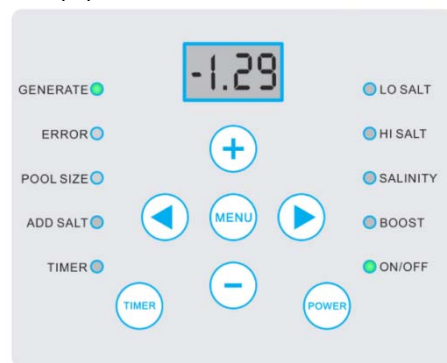 -1.29
GENERATE
LO SALT
ERROR
HI SALT
+
POOL SIZE
SALINITY
ADD SALT
MENU
BOOST
TIMER
ON/OFF
−
TIMER
POWER